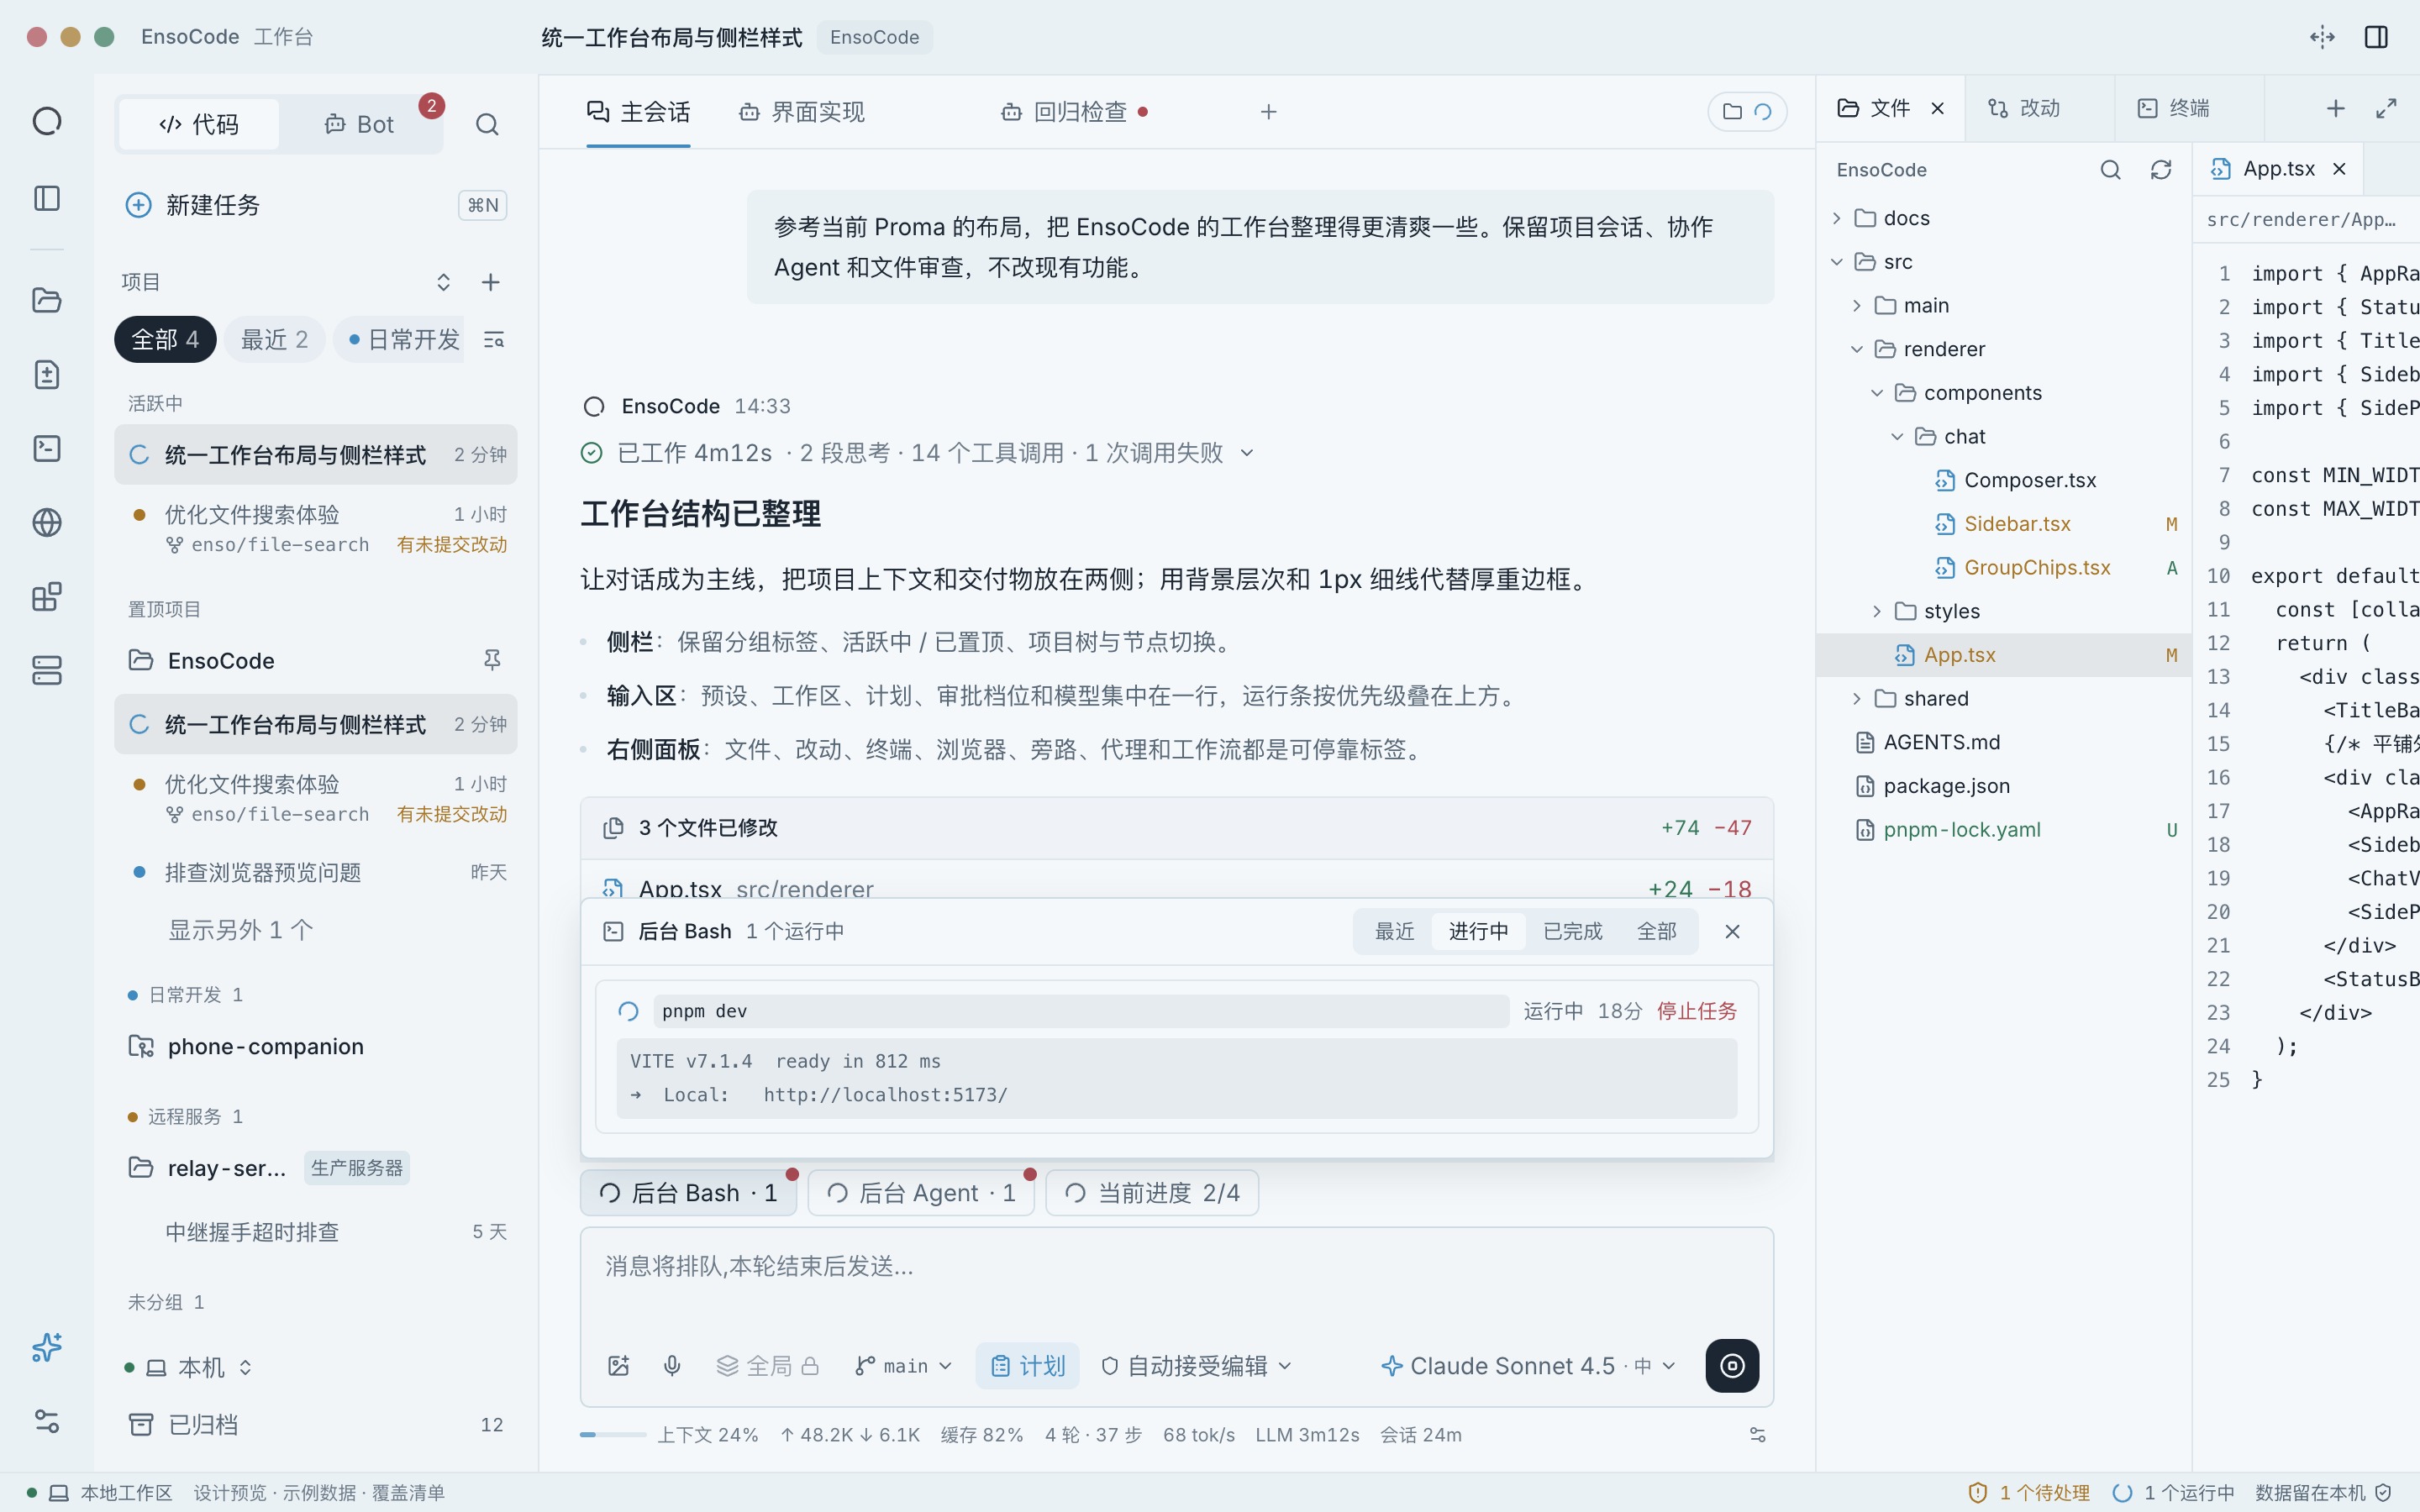 EnsoCode 工作台
统一工作台布局与侧栏样式 EnsoCode
代码 Bot 2
新建任务 ⌘N
项目
全部 4 最近 2 日常开发
活跃中
统一工作台布局与侧栏样式 2 分钟
优化文件搜索体验 1 小时
enso/file-search 有未提交改动
置顶项目
EnsoCode
统一工作台布局与侧栏样式 2 分钟
优化文件搜索体验 1 小时
enso/file-search 有未提交改动
排查浏览器预览问题 昨天
显示另外 1 个
日常开发 1
phone-companion
远程服务 1
relay-ser... 生产服务器
中继握手超时排查 5 天
未分组 1
本机
已归档 12
主会话 界面实现 回归检查
参考当前 Proma 的布局，把 EnsoCode 的工作台整理得更清爽一些。保留项目会话、协作
Agent 和文件审查，不改现有功能。
EnsoCode 14:33
已工作 4m12s · 2 段思考 · 14 个工具调用 · 1 次调用失败
工作台结构已整理
让对话成为主线，把项目上下文和交付物放在两侧；用背景层次和 1px 细线代替厚重边框。
• 侧栏：保留分组标签、活跃中 / 已置顶、项目树与节点切换。
• 输入区：预设、工作区、计划、审批档位和模型集中在一行，运行条按优先级叠在上方。
• 右侧面板：文件、改动、终端、浏览器、旁路、代理和工作流都是可停靠标签。
3 个文件已修改 +74 −47
App.tsx src/renderer +24 −18
后台 Bash 1 个运行中 最近 进行中 已完成 全部
pnpm dev 运行中 18分 停止任务
VITE v7.1.4 ready in 812 ms
➜ Local: http://localhost:5173/
后台 Bash · 1 后台 Agent · 1 当前进度 2/4
消息将排队,本轮结束后发送...
全局 main 计划 自动接受编辑 Claude Sonnet 4.5 · 中
上下文 24% ↑ 48.2K ↓ 6.1K 缓存 82% 4 轮 · 37 步 68 tok/s LLM 3m12s 会话 24m
文件 改动 终端
EnsoCode
docs
src
main
renderer
components
chat
Composer.tsx
Sidebar.tsx M
GroupChips.tsx A
styles
App.tsx M
shared
AGENTS.md
package.json
pnpm-lock.yaml U
App.tsx
src/renderer/App…
1 import { AppRa
2 import { Statu
3 import { Title
4 import { Sideb
5 import { SideP
6
7 const MIN_WIDT
8 const MAX_WIDT
9
10 export default
11 const [colla
12 return (
13 <div class
14 <TitleBa
15 {/* 平铺
16 <div cla
17 <AppRa
18 <Sideb
19 <ChatV
20 <SideP
21 </div>
22 <StatusB
23 </div>
24 );
25 }
本地工作区 设计预览 · 示例数据 · 覆盖清单
1 个待处理 1 个运行中 数据留在本机